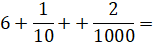 6 + 1/10 + + 2/1000 =